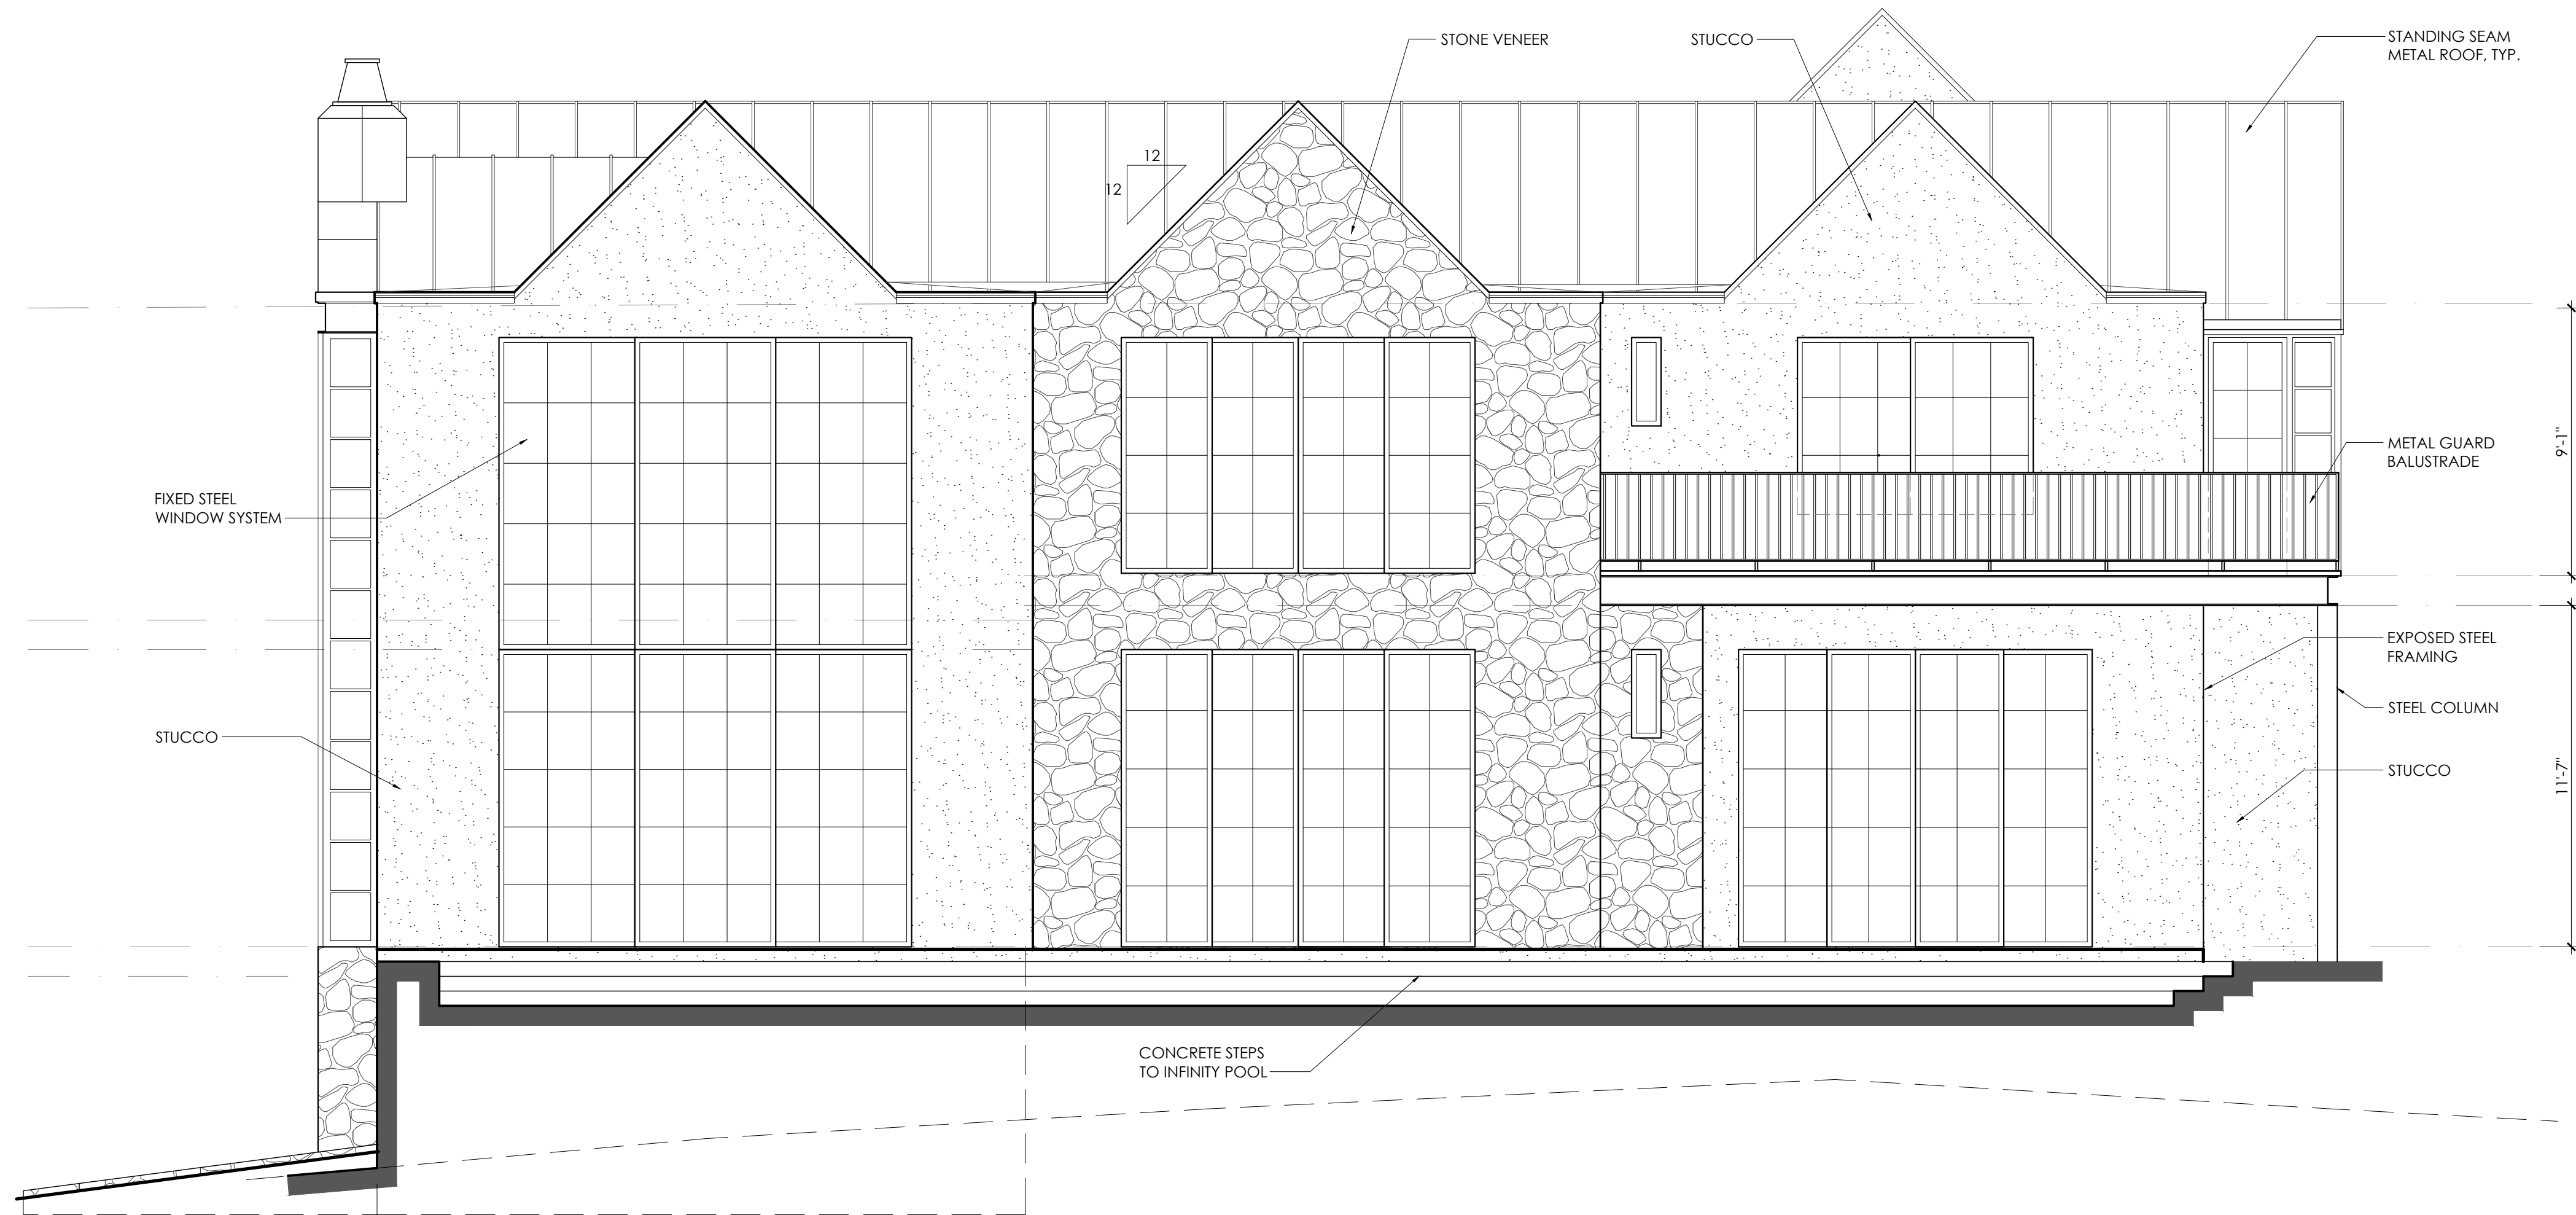 STONE VENEER
STUCCO
STANDING SEAM
METAL ROOF, TYP.
12
12
9'-1"
METAL GUARD
BALUSTRADE
FIXED STEEL
WINDOW SYSTEM
EXPOSED STEEL
FRAMING
STEEL COLUMN
STUCCO
STUCCO
11'-7"
CONCRETE STEPS
TO INFINITY POOL